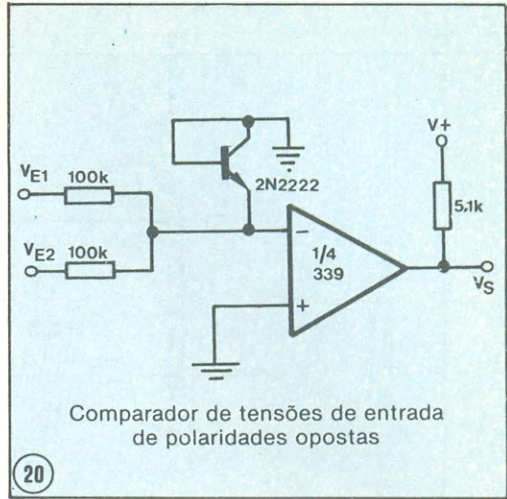 V+
2N2222
VE1
100k
5.1k
VE2
100k
−
1/4
339
+
VS
Comparador de tensões de entrada
de polaridades opostas
20